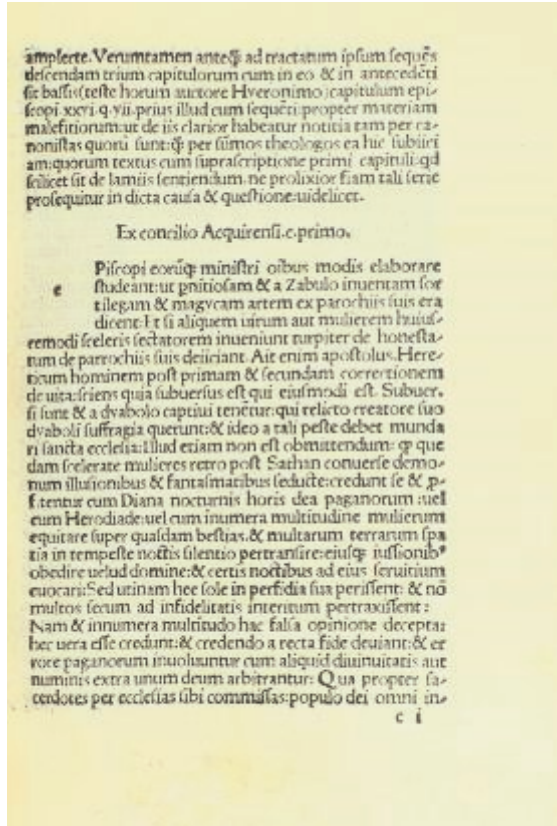 amplecte. Verumtamen anteq̃ ad tractatum ipsum sequẽs
descendam trium capitulorum cum in eo & in antecedẽti
sit bassis(teste horum auctore Hyeronimo :capitulum epi-
scopi xxvi.q.vii.prius illud cum sequẽti:propter materiam
malefitiorum:ut de iis clarior habeatur notitia tam per ca-
nonistas quorũ sunt:q̃ per sũmos theologos ea hic subiici
am:quorum textus cum suprascriptione primi capituli:qd
scilicet sit de lamiis sentiendum.ne prolixior fiam tali serie
prosequitur in dicta causa & questione:uidelicet.
Ex concilio Acquirensi.c.primo.
Piscopi eorũq; ministri oĩbus modis elaborare
e studeant:ut pnitiosam & a Zabulo inuentam sor
tilegam & magycam artem ex parochiis suis era
dicent.Et si aliquem uirum aut mulierem huius-
cemodi sceleris sectatorem inueniunt turpiter de honesta-
tum de parrochiis suis deiiciant. Ait enim apostolus.Here-
ticum hominem post primam & secundam correctionem
deuita:sciens quia subuersus est qui eiusmodi est. Subuer-
si sunt & a dyabolo captiui tenẽtur:qui relicto creatore suo
dyaboli suffragia querunt:& ideo a tali peste debet munda
ri sancta ecclesia:Illud etiam non est obmittendum: ꝙ que
dam scelerate mulieres retro post Sathan conuerse demo-
num illusionibus & fantasmatibus seducte:credunt se & ꝓ-
fitentur cum Diana nocturnis horis dea paganorum :uel
cum Herodiade:uel cum inumera multitudine mulierum
equitare super quasdam bestias.& multarum terrarum spa
tia in tempeste noctis silentio pertransire:eiusq; iussionib9
obedire uelud domine:& certis noctibus ad eius seruitium
euocari:Sed utinam hee sole in perfidia sua perissent: & nõ
multos secum ad infidelitatis interitum pertraxissent :
Nam & innumera multitudo hac falsa opinione decepta:
hec uera esse credunt:& credendo a recta fide deuiant:& er
rore paganorum inuoluuntur cum aliquid diuinitatis aut
numinis extra unum deum arbitrantur: Qua propter sa-
cerdotes per ecclesias sibi commissas:populo dei omni in-
c i